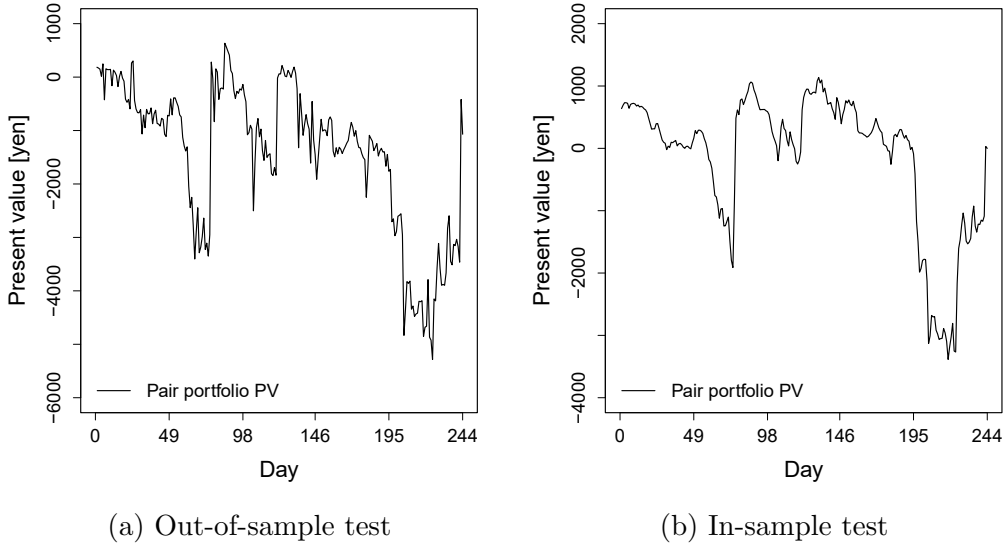 1000
0
−2000
−4000
−6000
Present value [yen]
Pair portfolio PV
0 49 98 146 195 244
Day
(a) Out-of-sample test
2000
1000
0
−2000
−4000
Present value [yen]
Pair portfolio PV
0 49 98 146 195 244
Day
(b) In-sample test